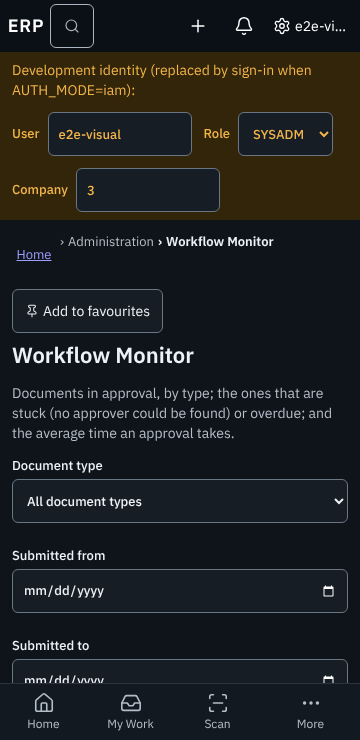 ERP
e2e-vi...
Development identity (replaced by sign-in when
AUTH_MODE=iam):
User e2e-visual Role SYSADM
Company 3
Home › Administration › Workflow Monitor
Add to favourites
Workflow Monitor
Documents in approval, by type; the ones that are
stuck (no approver could be found) or overdue; and
the average time an approval takes.
Document type
All document types
Submitted from
mm/dd/yyyy
Submitted to
mm/dd/yyyy
Home My Work Scan More